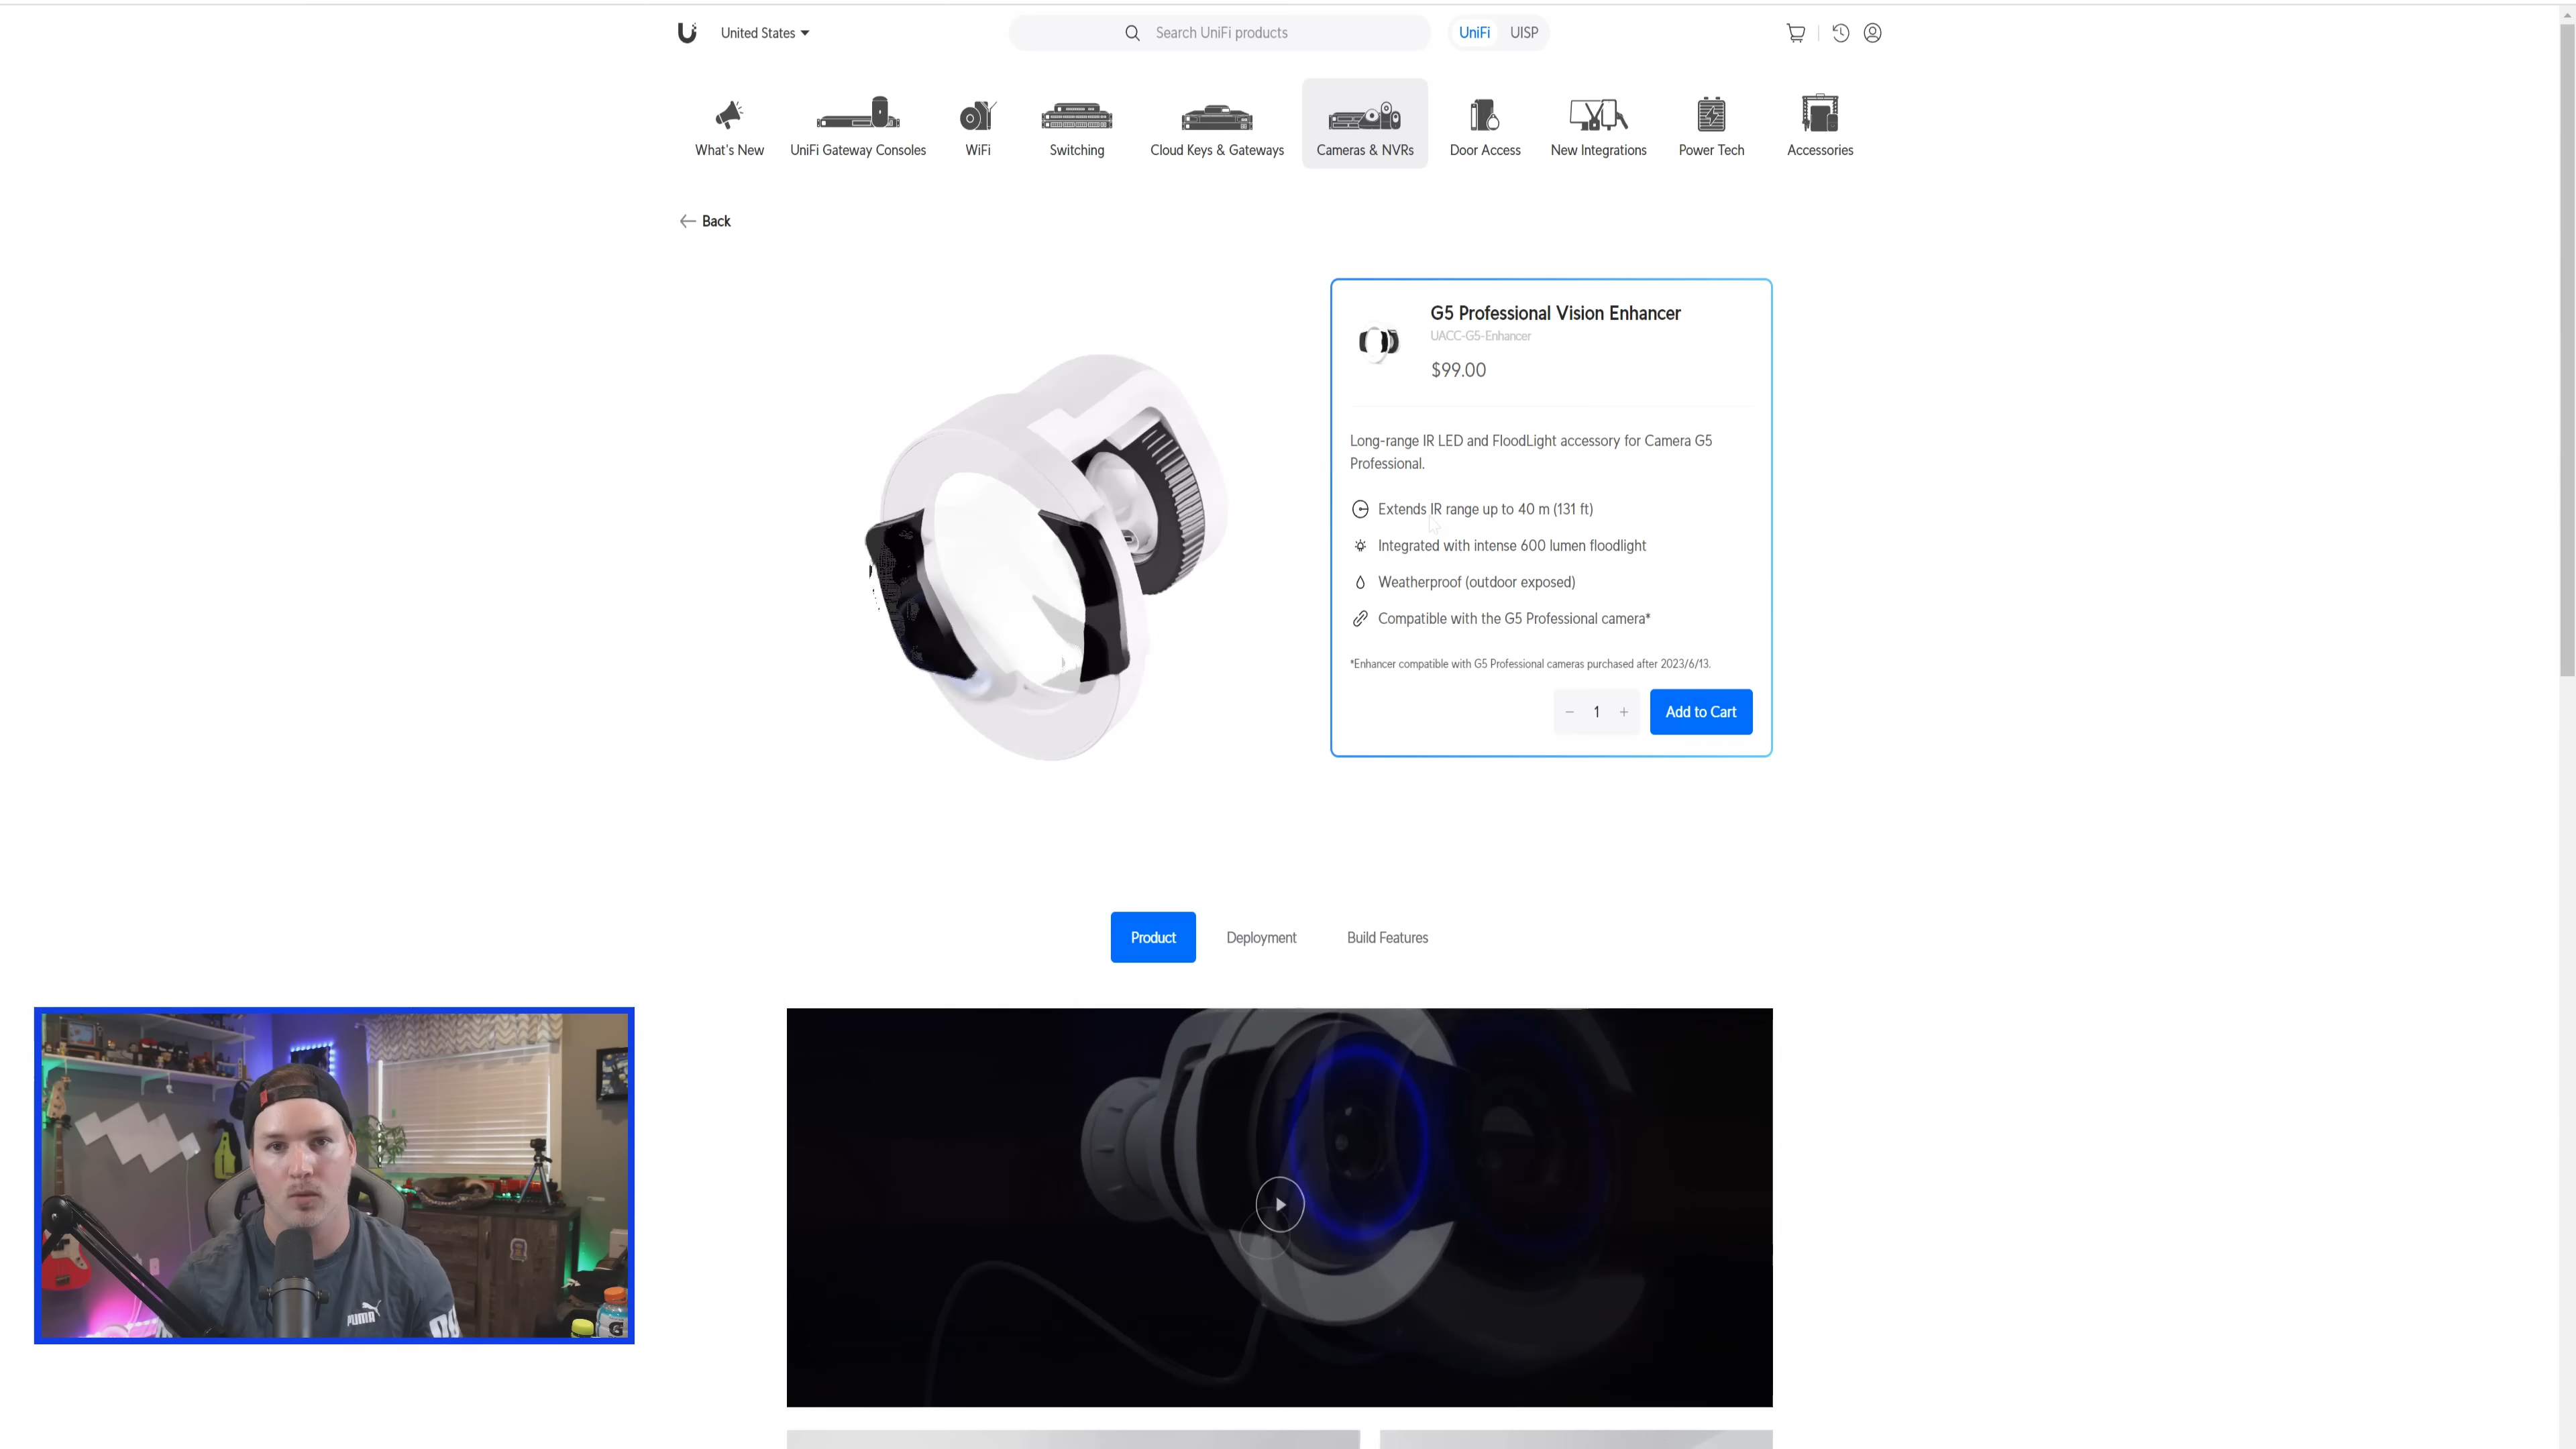 United States
Search UniFi products
UniFi
UISP
What's New
UniFi Gateway Consoles
WiFi
Switching
Cloud Keys & Gateways
Cameras & NVRs
Door Access
New Integrations
Power Tech
Accessories
Back
G5 Professional Vision Enhancer
UACC-G5-Enhancer
$99.00
Long-range IR LED and FloodLight accessory for Camera G5
Professional.
Extends IR range up to 40 m (131 ft)
Integrated with intense 600 lumen floodlight
Weatherproof (outdoor exposed)
Compatible with the G5 Professional camera*
*Enhancer compatible with G5 Professional cameras purchased after 2023/6/13.
− 1 +
Add to Cart
Product
Deployment
Build Features
PUMA
G